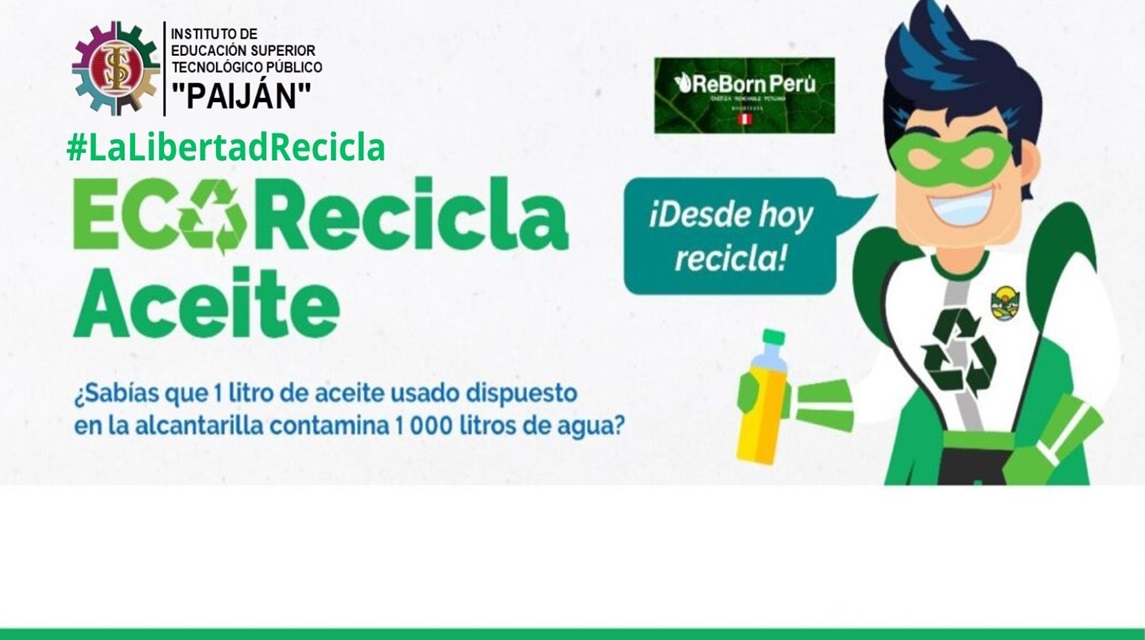 INSTITUTO DE
EDUCACIÓN SUPERIOR
TECNOLÓGICO PÚBLICO
"PAIJÁN"
#LaLibertadRecicla
ECORecicla
Aceite
¿Sabías que 1 litro de aceite usado dispuesto
en la alcantarilla contamina 1 000 litros de agua?
ReBorn Perú
¡Desde hoy
recicla!